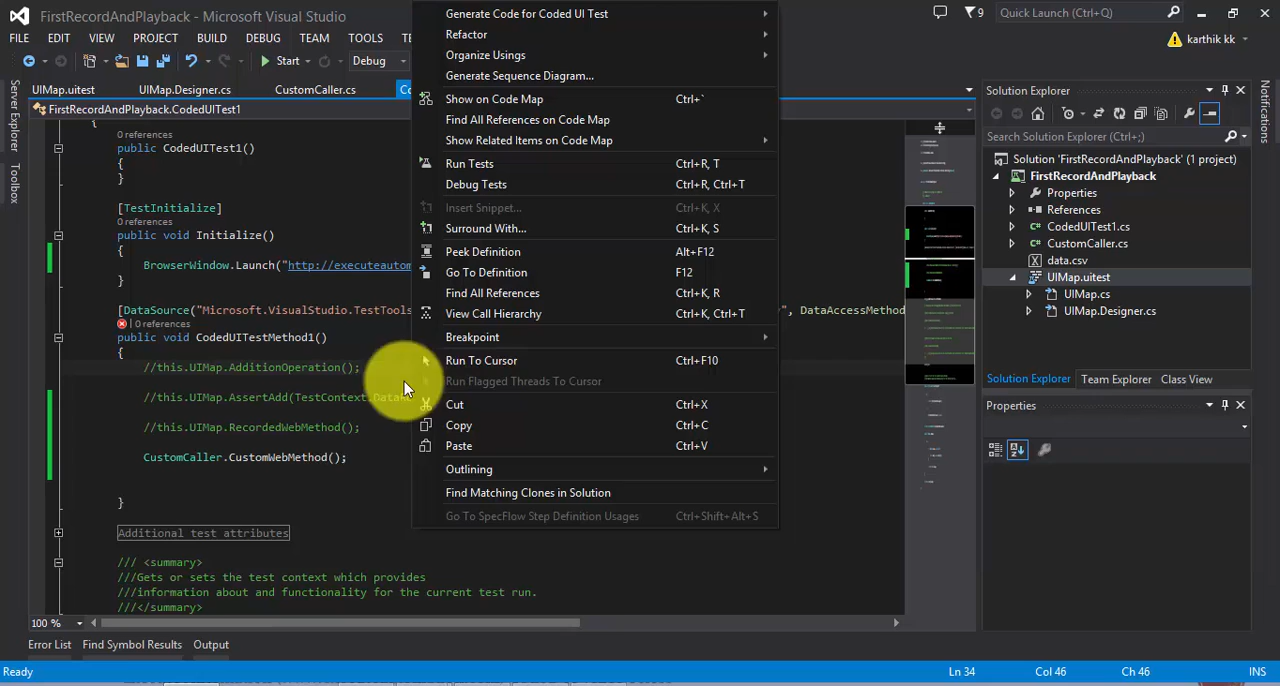 FirstRecordAndPlayback - Microsoft Visual Studio
9
Quick Launch (Ctrl+Q)
FILE EDIT VIEW PROJECT BUILD DEBUG TEAM TOOLS TE
karthik kk
Start
Debug
UIMap.uitest UIMap.Designer.cs CustomCaller.cs Co
FirstRecordAndPlayback.CodedUITest1
Server Explorer
Toolbox
{
0 references
public CodedUITest1()
{
}
[TestInitialize]
0 references
public void Initialize()
{
BrowserWindow.Launch("http://executeautom
}
[DataSource("Microsoft.VisualStudio.TestTools
", DataAccessMethod
| 0 references
public void CodedUITestMethod1()
{
//this.UIMap.AdditionOperation();
//this.UIMap.AssertAdd(TestContext.DataR
//this.UIMap.RecordedWebMethod();
CustomCaller.CustomWebMethod();
}
Additional test attributes
/// <summary>
///Gets or sets the test context which provides
///information about and functionality for the current test run.
///</summary>
100 %
Generate Code for Coded UI Test
Refactor
Organize Usings
Generate Sequence Diagram...
Show on Code Map Ctrl+`
Find All References on Code Map
Show Related Items on Code Map
Run Tests Ctrl+R, T
Debug Tests Ctrl+R, Ctrl+T
Insert Snippet... Ctrl+K, X
Surround With... Ctrl+K, S
Peek Definition Alt+F12
Go To Definition F12
Find All References Ctrl+K, R
View Call Hierarchy Ctrl+K, Ctrl+T
Breakpoint
Run To Cursor Ctrl+F10
Run Flagged Threads To Cursor
Cut Ctrl+X
Copy Ctrl+C
Paste Ctrl+V
Outlining
Find Matching Clones in Solution
Go To SpecFlow Step Definition Usages Ctrl+Shift+Alt+S
Solution Explorer
Search Solution Explorer (Ctrl+;)
Solution 'FirstRecordAndPlayback' (1 project)
FirstRecordAndPlayback
Properties
References
CodedUITest1.cs
CustomCaller.cs
data.csv
UIMap.uitest
UIMap.cs
UIMap.Designer.cs
Solution Explorer Team Explorer Class View
Properties
Notifications
Error List Find Symbol Results Output
Ready Ln 34 Col 46 Ch 46 INS